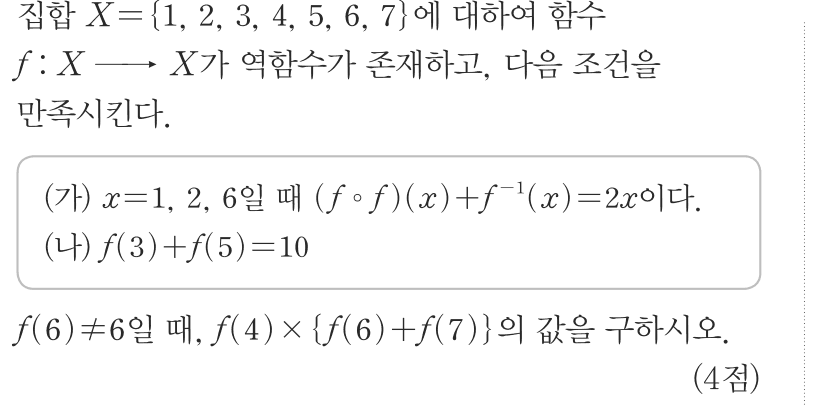 집합 X={1, 2, 3, 4, 5, 6, 7}에 대하여 함수
f : X ⟶ X가 역함수가 존재하고, 다음 조건을
만족시킨다.
(가) x=1, 2, 6일 때 (f∘f)(x)+f⁻¹(x)=2x이다.
(나) f(3)+f(5)=10
f(6)≠6일 때, f(4)×{f(6)+f(7)}의 값을 구하시오.
(4점)